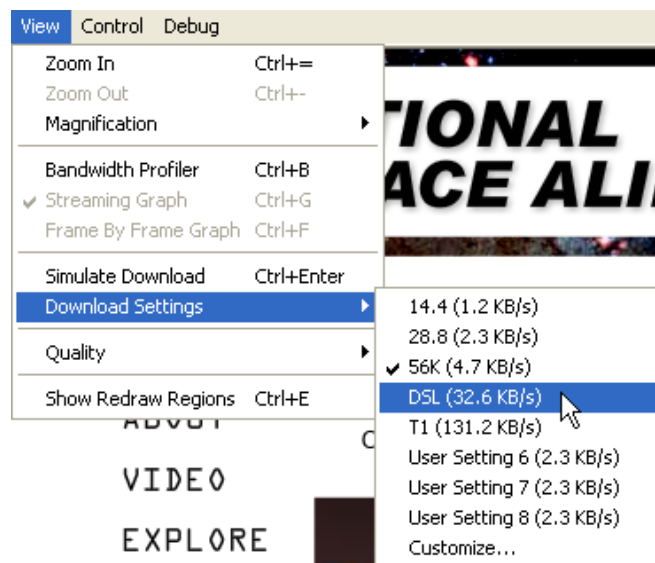 View Control Debug
Zoom In Ctrl+=
Zoom Out Ctrl+-
Magnification
Bandwidth Profiler Ctrl+B
Streaming Graph Ctrl+G
Frame By Frame Graph Ctrl+F
Simulate Download Ctrl+Enter
Download Settings
Quality
Show Redraw Regions Ctrl+E
14.4 (1.2 KB/s)
28.8 (2.3 KB/s)
56K (4.7 KB/s)
DSL (32.6 KB/s)
T1 (131.2 KB/s)
User Setting 6 (2.3 KB/s)
User Setting 7 (2.3 KB/s)
User Setting 8 (2.3 KB/s)
Customize...
TIONAL
ACE ALI
ABOUT
VIDEO
EXPLORE